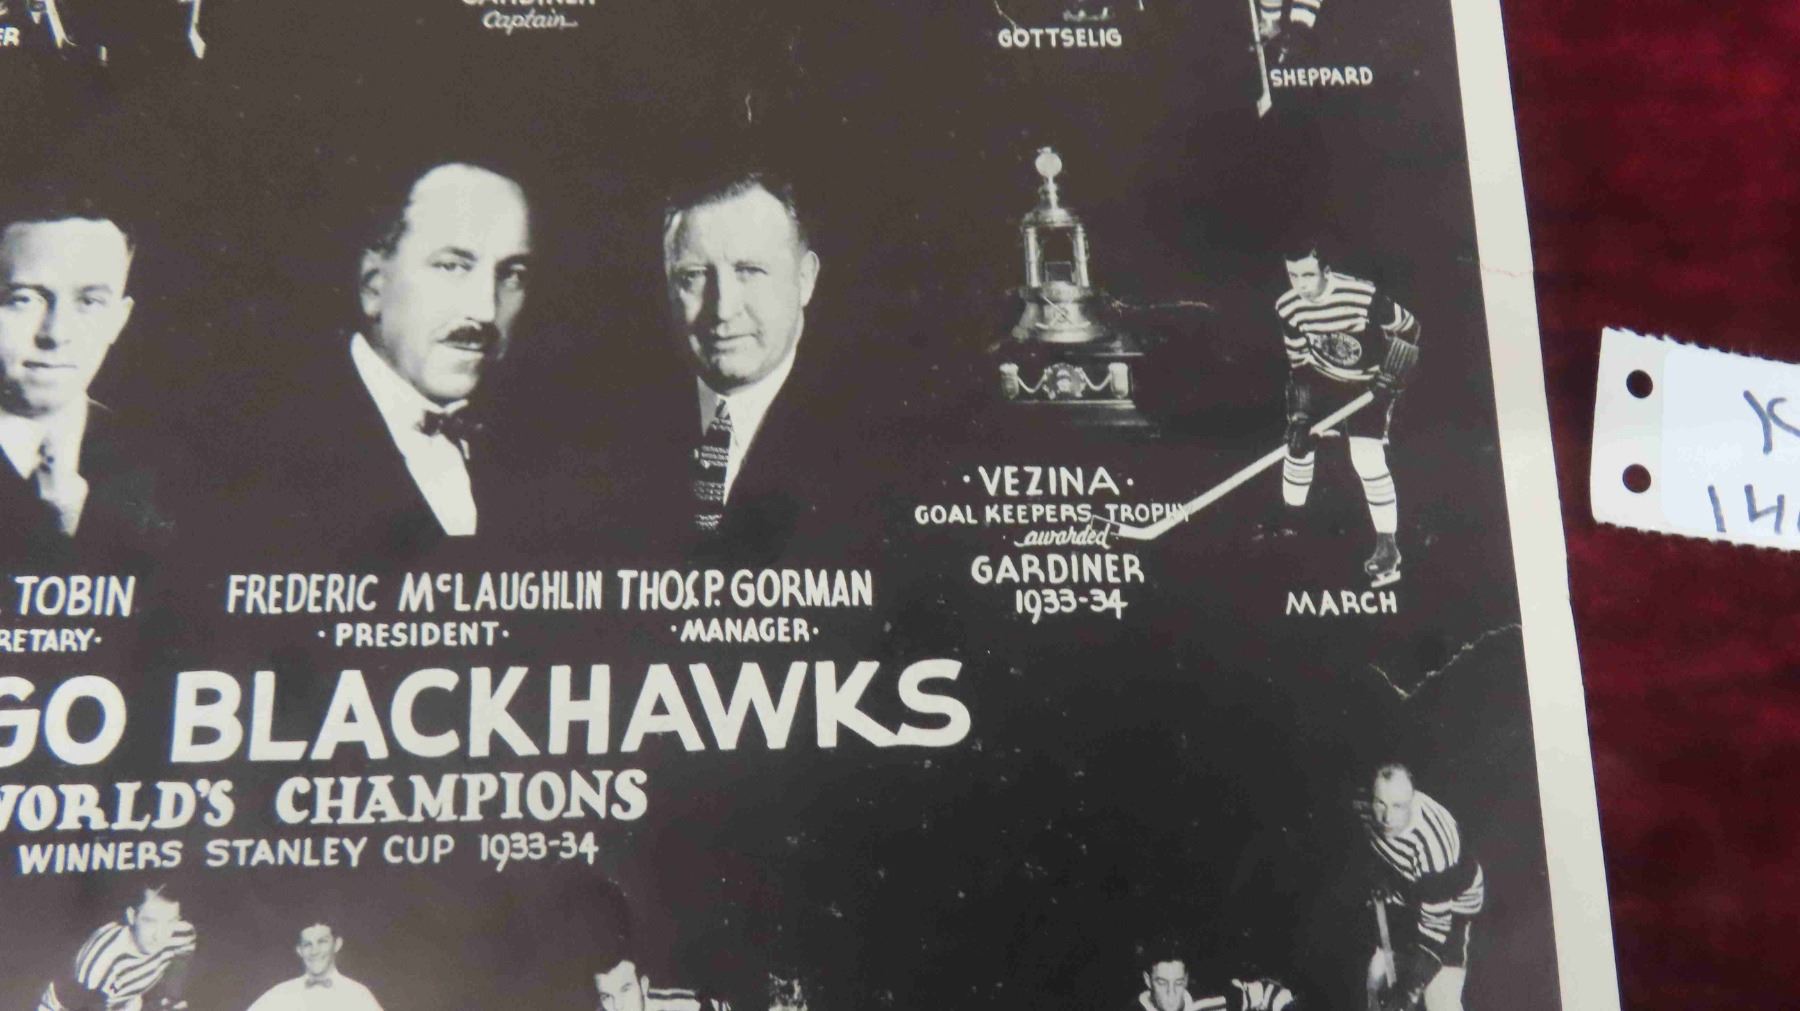 GARDINER
Captain
GOTTSELIG
SHEPPARD
TOBIN
FREDERIC McLAUGHLIN
·PRESIDENT·
THOS.P. GORMAN
·MANAGER·
·VEZINA·
GOAL KEEPERS TROPHY
awarded
GARDINER
1933-34
MARCH
GO BLACKHAWKS
WORLD'S CHAMPIONS
WINNERS STANLEY CUP 1933-34